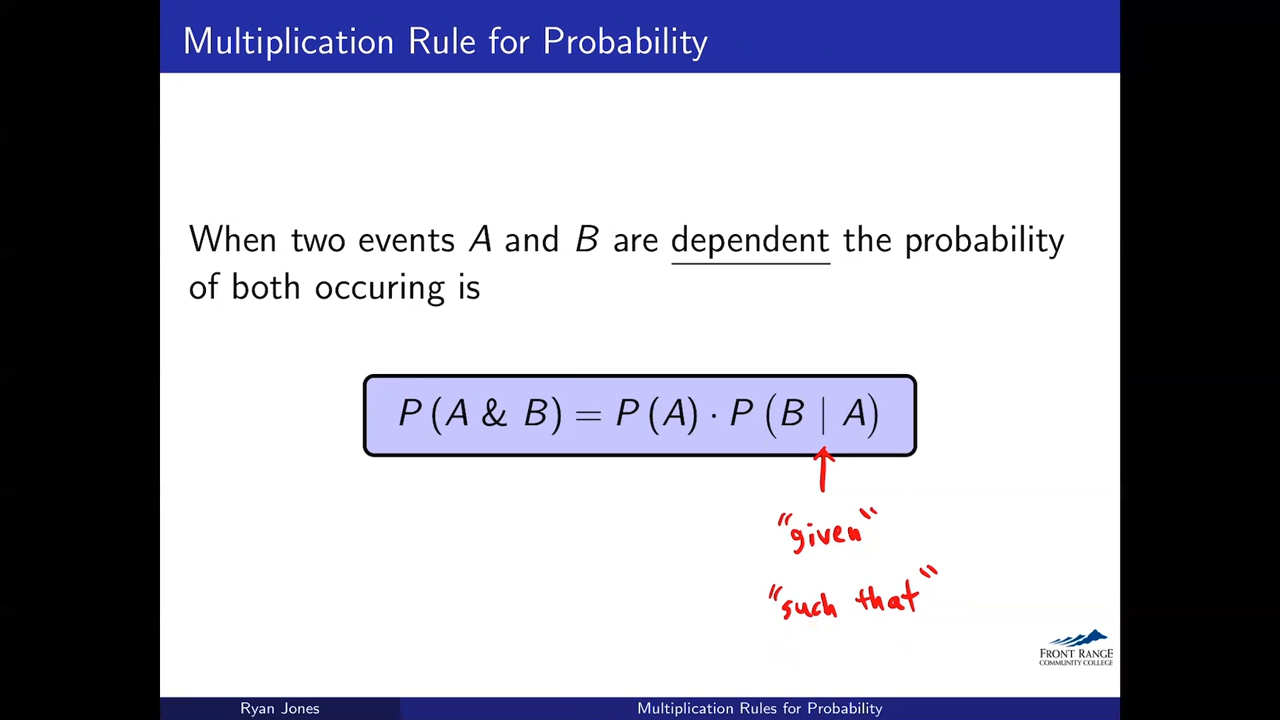 Multiplication Rule for Probability
When two events A and B are dependent the probability
of both occuring is
P (A & B) = P (A) · P (B | A)
"given"
"such that"
FRONT RANGE
COMMUNITY COLLEGE
Ryan Jones
Multiplication Rules for Probability